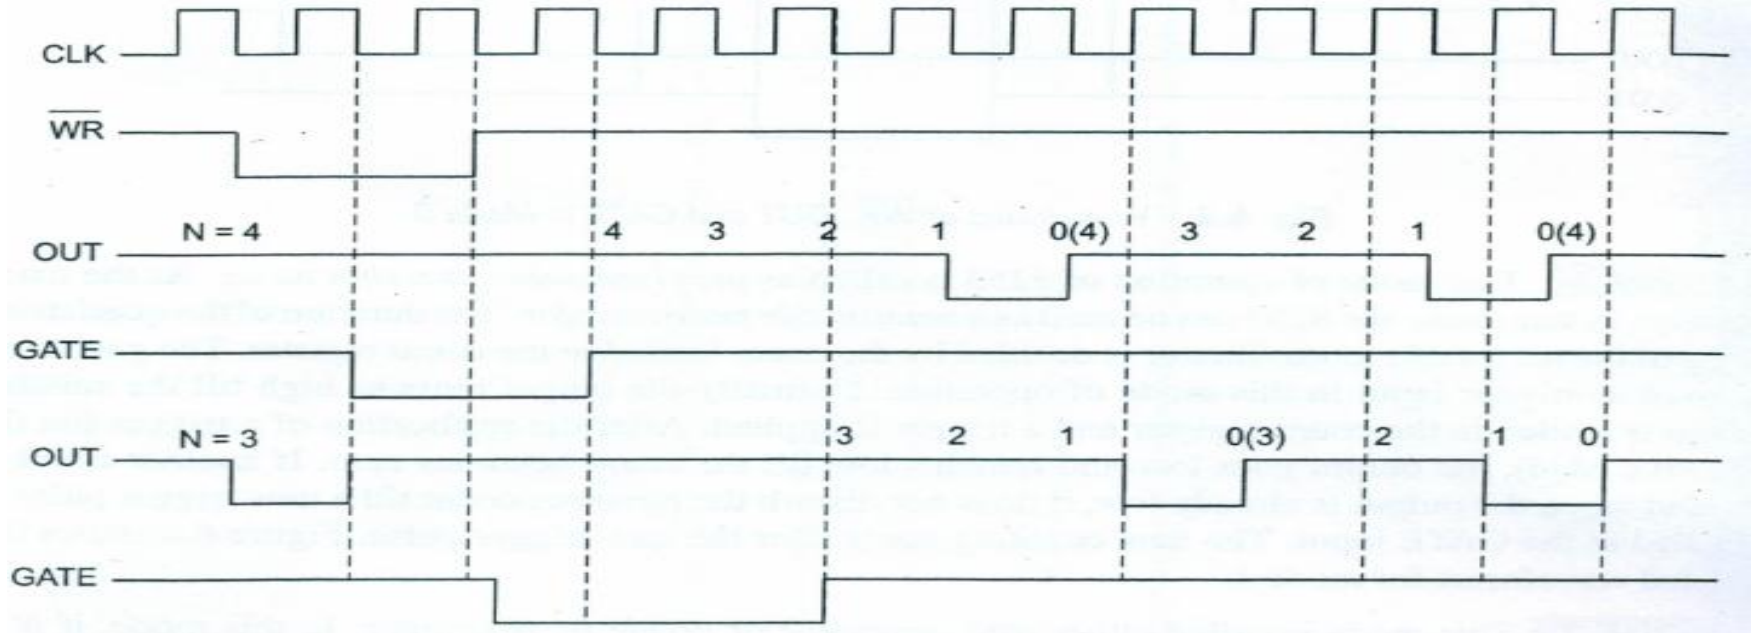 CLK
WR
N = 4 4 3 2 1 0(4) 3 2 1 0(4)
OUT
GATE
N = 3 3 2 1 0(3) 2 1 0
OUT
GATE